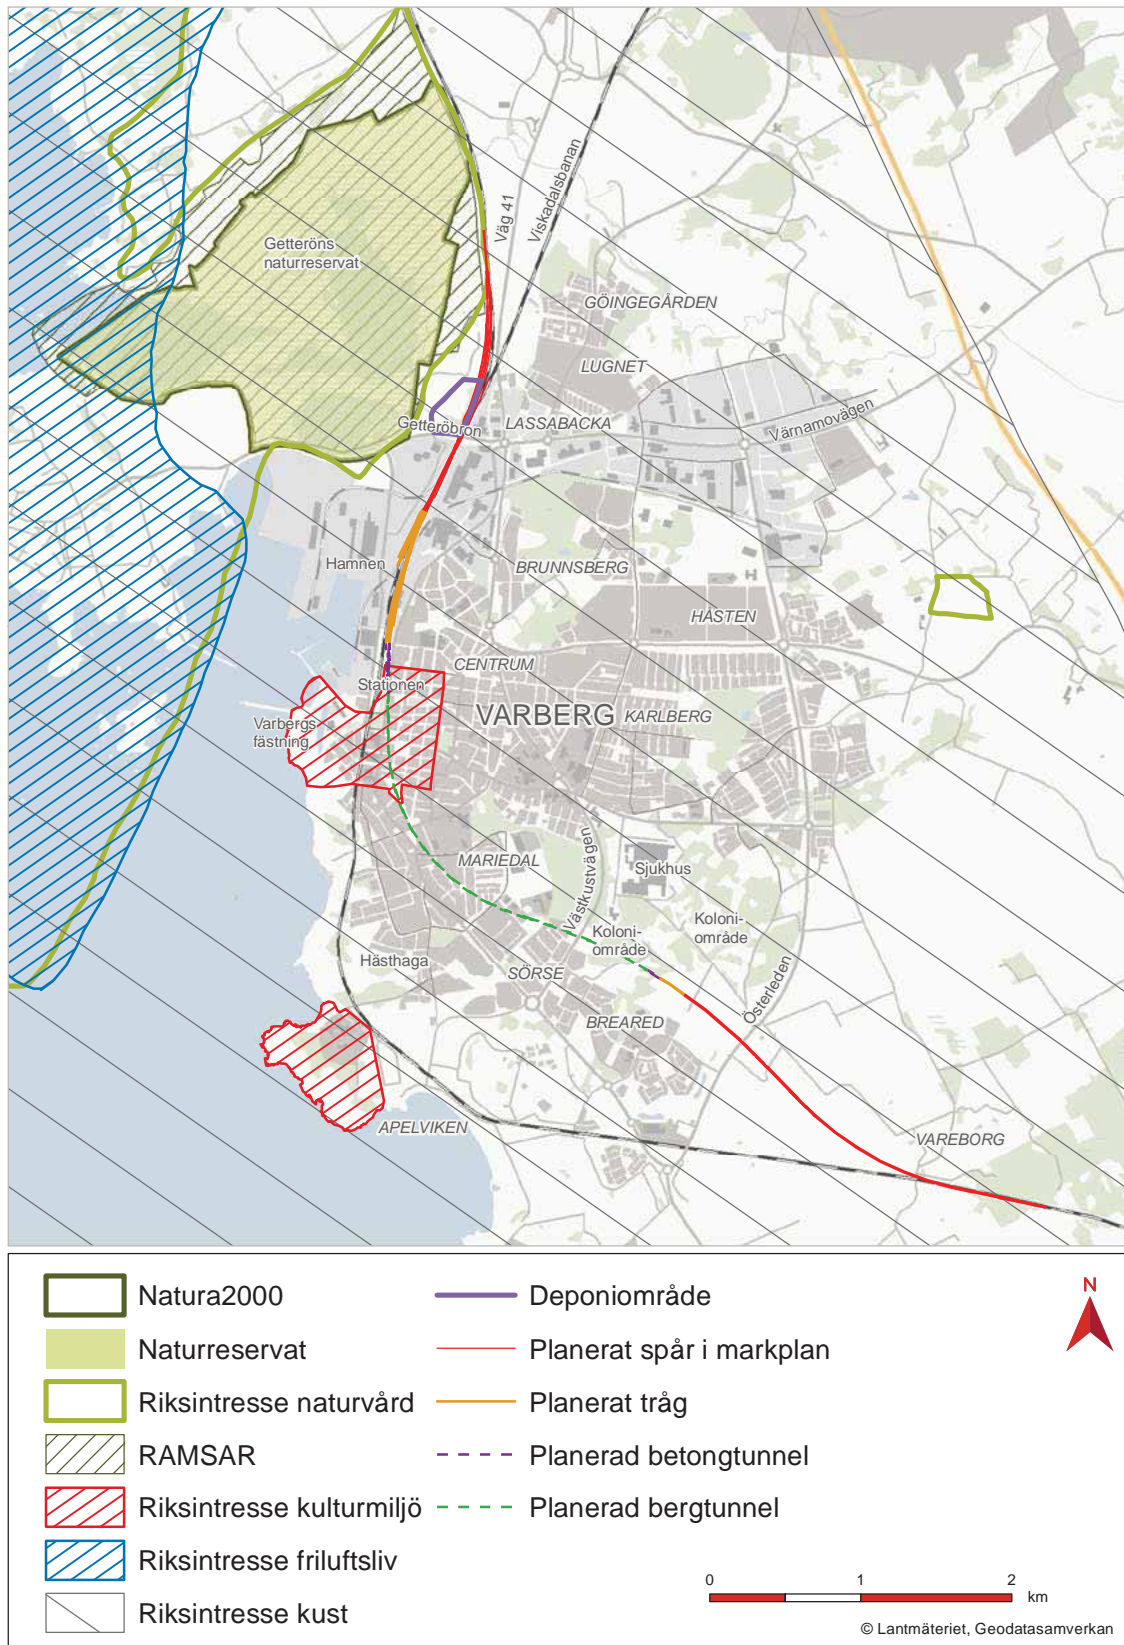 Väg 41
Viskadalsbanan
Getteröns
naturreservat
GÖINGEGÅRDEN
LUGNET
LASSABACKA
Värnamovägen
Getteröbron
Hamnen
BRUNNSBERG
HÅSTEN
CENTRUM
Stationen
VARBERG
KARLBERG
Varbergs
fästning
MARIEDAL
Västkustvägen
Sjukhus
Koloni-
område
Koloni-
område
Hästhaga
SÖRSE
Österleden
BREARED
APELVIKEN
VAREBORG
Natura2000
Naturreservat
Riksintresse naturvård
RAMSAR
Riksintresse kulturmiljö
Riksintresse friluftsliv
Riksintresse kust
Deponiområde
Planerat spår i markplan
Planerat tråg
Planerad betongtunnel
Planerad bergtunnel
N
0 1 2
km
© Lantmäteriet, Geodatasamverkan